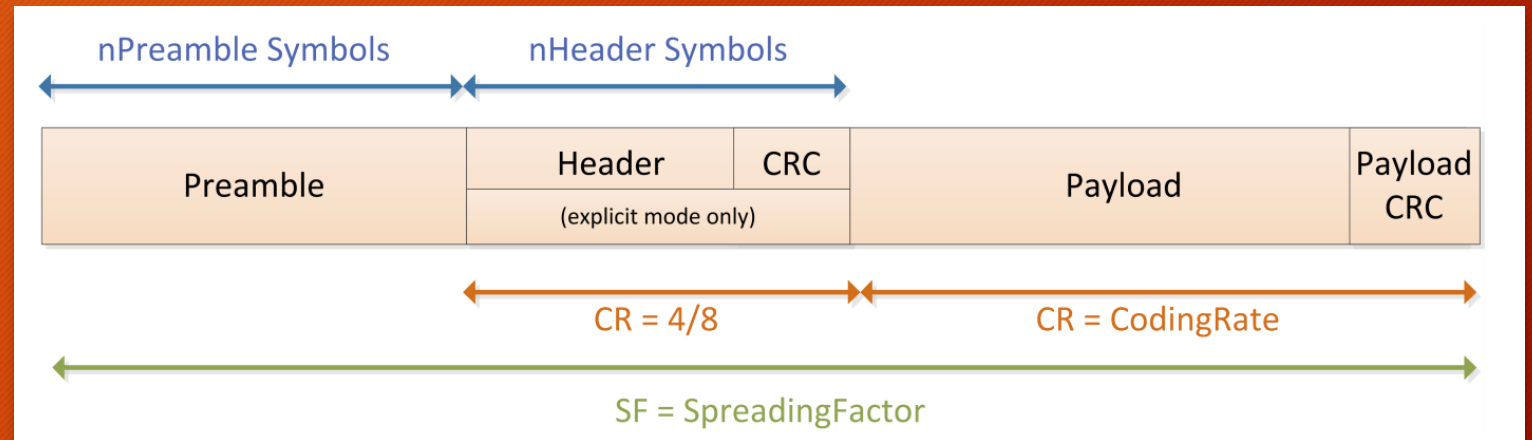 nPreamble Symbols
nHeader Symbols
Preamble
Header
CRC
(explicit mode only)
Payload
Payload
CRC
CR = 4/8
CR = CodingRate
SF = SpreadingFactor